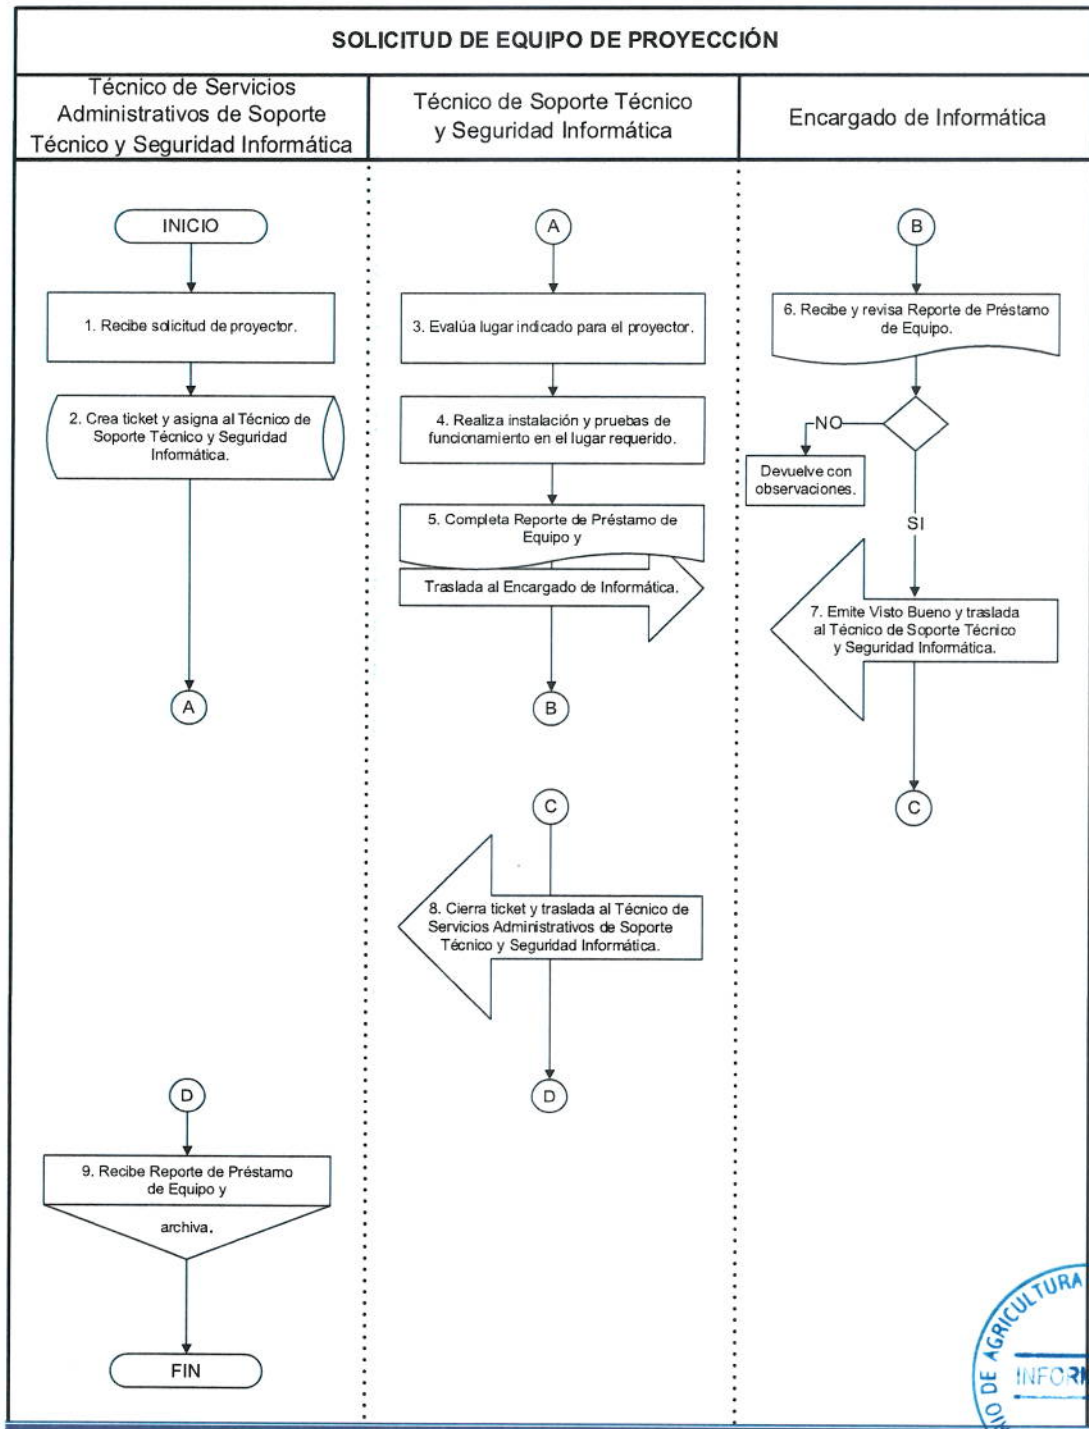 SOLICITUD DE EQUIPO DE PROYECCIÓN
Técnico de Servicios
Administrativos de Soporte
Técnico y Seguridad Informática
Técnico de Soporte Técnico
y Seguridad Informática
Encargado de Informática
INICIO
1. Recibe solicitud de proyector.
2. Crea ticket y asigna al Técnico de
Soporte Técnico y Seguridad
Informática.
A
A
3. Evalúa lugar indicado para el proyector.
4. Realiza instalación y pruebas de
funcionamiento en el lugar requerido.
5. Completa Reporte de Préstamo de
Equipo y
Traslada al Encargado de Informática.
B
B
6. Recibe y revisa Reporte de Préstamo
de Equipo.
NO
Devuelve con
observaciones.
SI
7. Emite Visto Bueno y traslada
al Técnico de Soporte Técnico
y Seguridad Informática.
C
C
8. Cierra ticket y traslada al Técnico de
Servicios Administrativos de Soporte
Técnico y Seguridad Informática.
D
D
9. Recibe Reporte de Préstamo
de Equipo y
archiva.
FIN
IO DE AGRICULTURA
INFOR